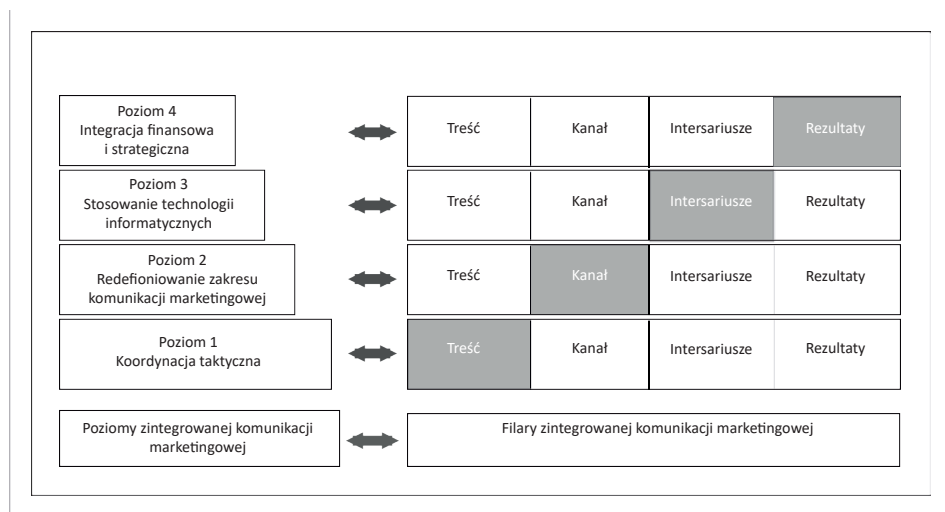 Poziom 4
Integracja finansowa
i strategiczna
Treść
Kanał
Intersariusze
Rezultaty
Poziom 3
Stosowanie technologii
informatycznych
Treść
Kanał
Intersariusze
Rezultaty
Poziom 2
Redefioniowanie zakresu
komunikacji marketingowej
Treść
Kanał
Intersariusze
Rezultaty
Poziom 1
Koordynacja taktyczna
Treść
Kanał
Intersariusze
Rezultaty
Poziomy zintegrowanej komunikacji
marketingowej
Filary zintegrowanej komunikacji marketingowej